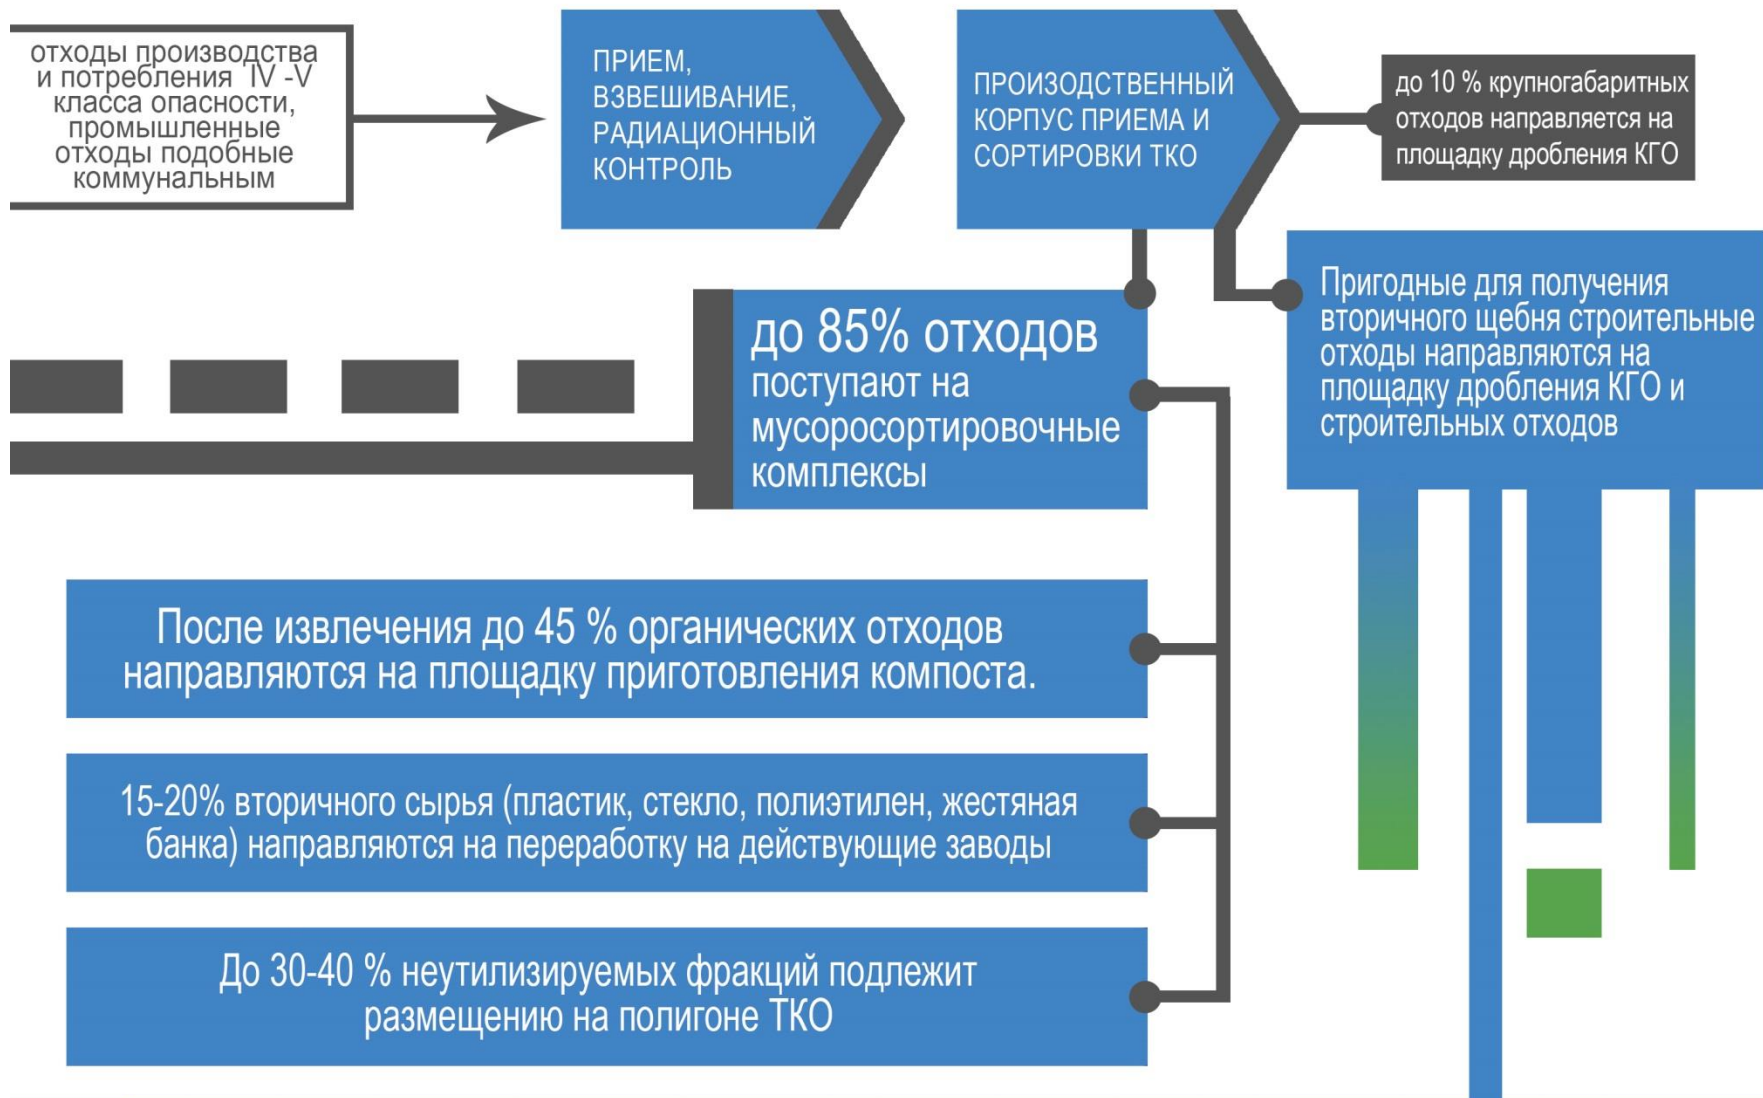 отходы производства
и потребления IV -V
класса опасности,
промышленные
отходы подобные
коммунальным
ПРИЕМ,
ВЗВЕШИВАНИЕ,
РАДИАЦИОННЫЙ
КОНТРОЛЬ
ПРОИЗОДСТВЕННЫЙ
КОРПУС ПРИЕМА И
СОРТИРОВКИ ТКО
до 10 % крупногабаритных
отходов направляется на
площадку дробления КГО
до 85% отходов
поступают на
мусоросортировочные
комплексы
Пригодные для получения
вторичного щебня строительные
отходы направляются на
площадку дробления КГО и
строительных отходов
После извлечения до 45 % органических отходов
направляются на площадку приготовления компоста.
15-20% вторичного сырья (пластик, стекло, полиэтилен, жестяная
банка) направляются на переработку на действующие заводы
До 30-40 % неутилизируемых фракций подлежит
размещению на полигоне ТКО